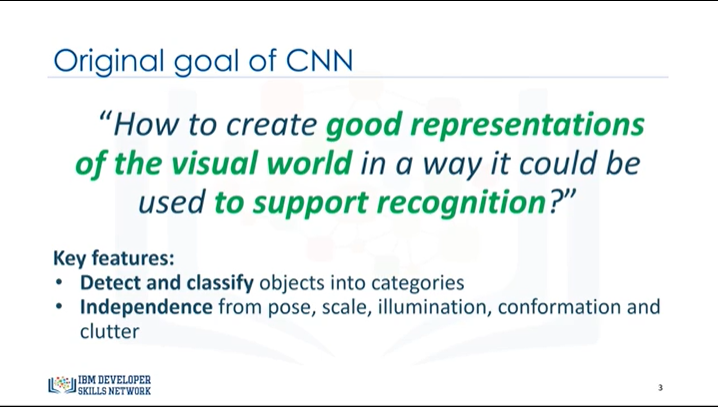 Original goal of CNN
“How to create good representations
of the visual world in a way it could be
used to support recognition?”
Key features:
• Detect and classify objects into categories
• Independence from pose, scale, illumination, conformation and
clutter
IBM DEVELOPER
SKILLS NETWORK
3